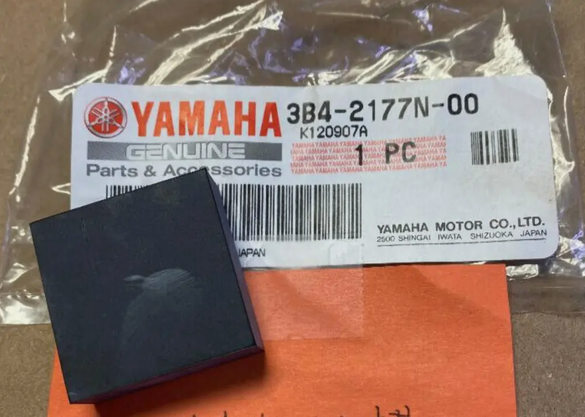 YAMAHA
GENUINE
Parts & Accessories
3B4-2177N-00
K120907A
1 PC
YAMAHA MOTOR CO.,LTD.
2500 SHINGAI IWATA SHIZUOKA JAPAN
JAPAN